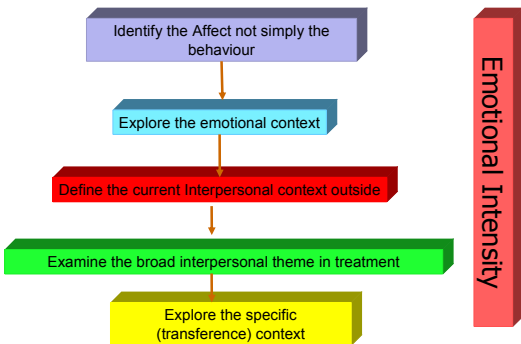 Identify the Affect not simply the
behaviour
Explore the emotional context
Define the current Interpersonal context outside
Examine the broad interpersonal theme in treatment
Explore the specific
(transference) context
Emotional Intensity